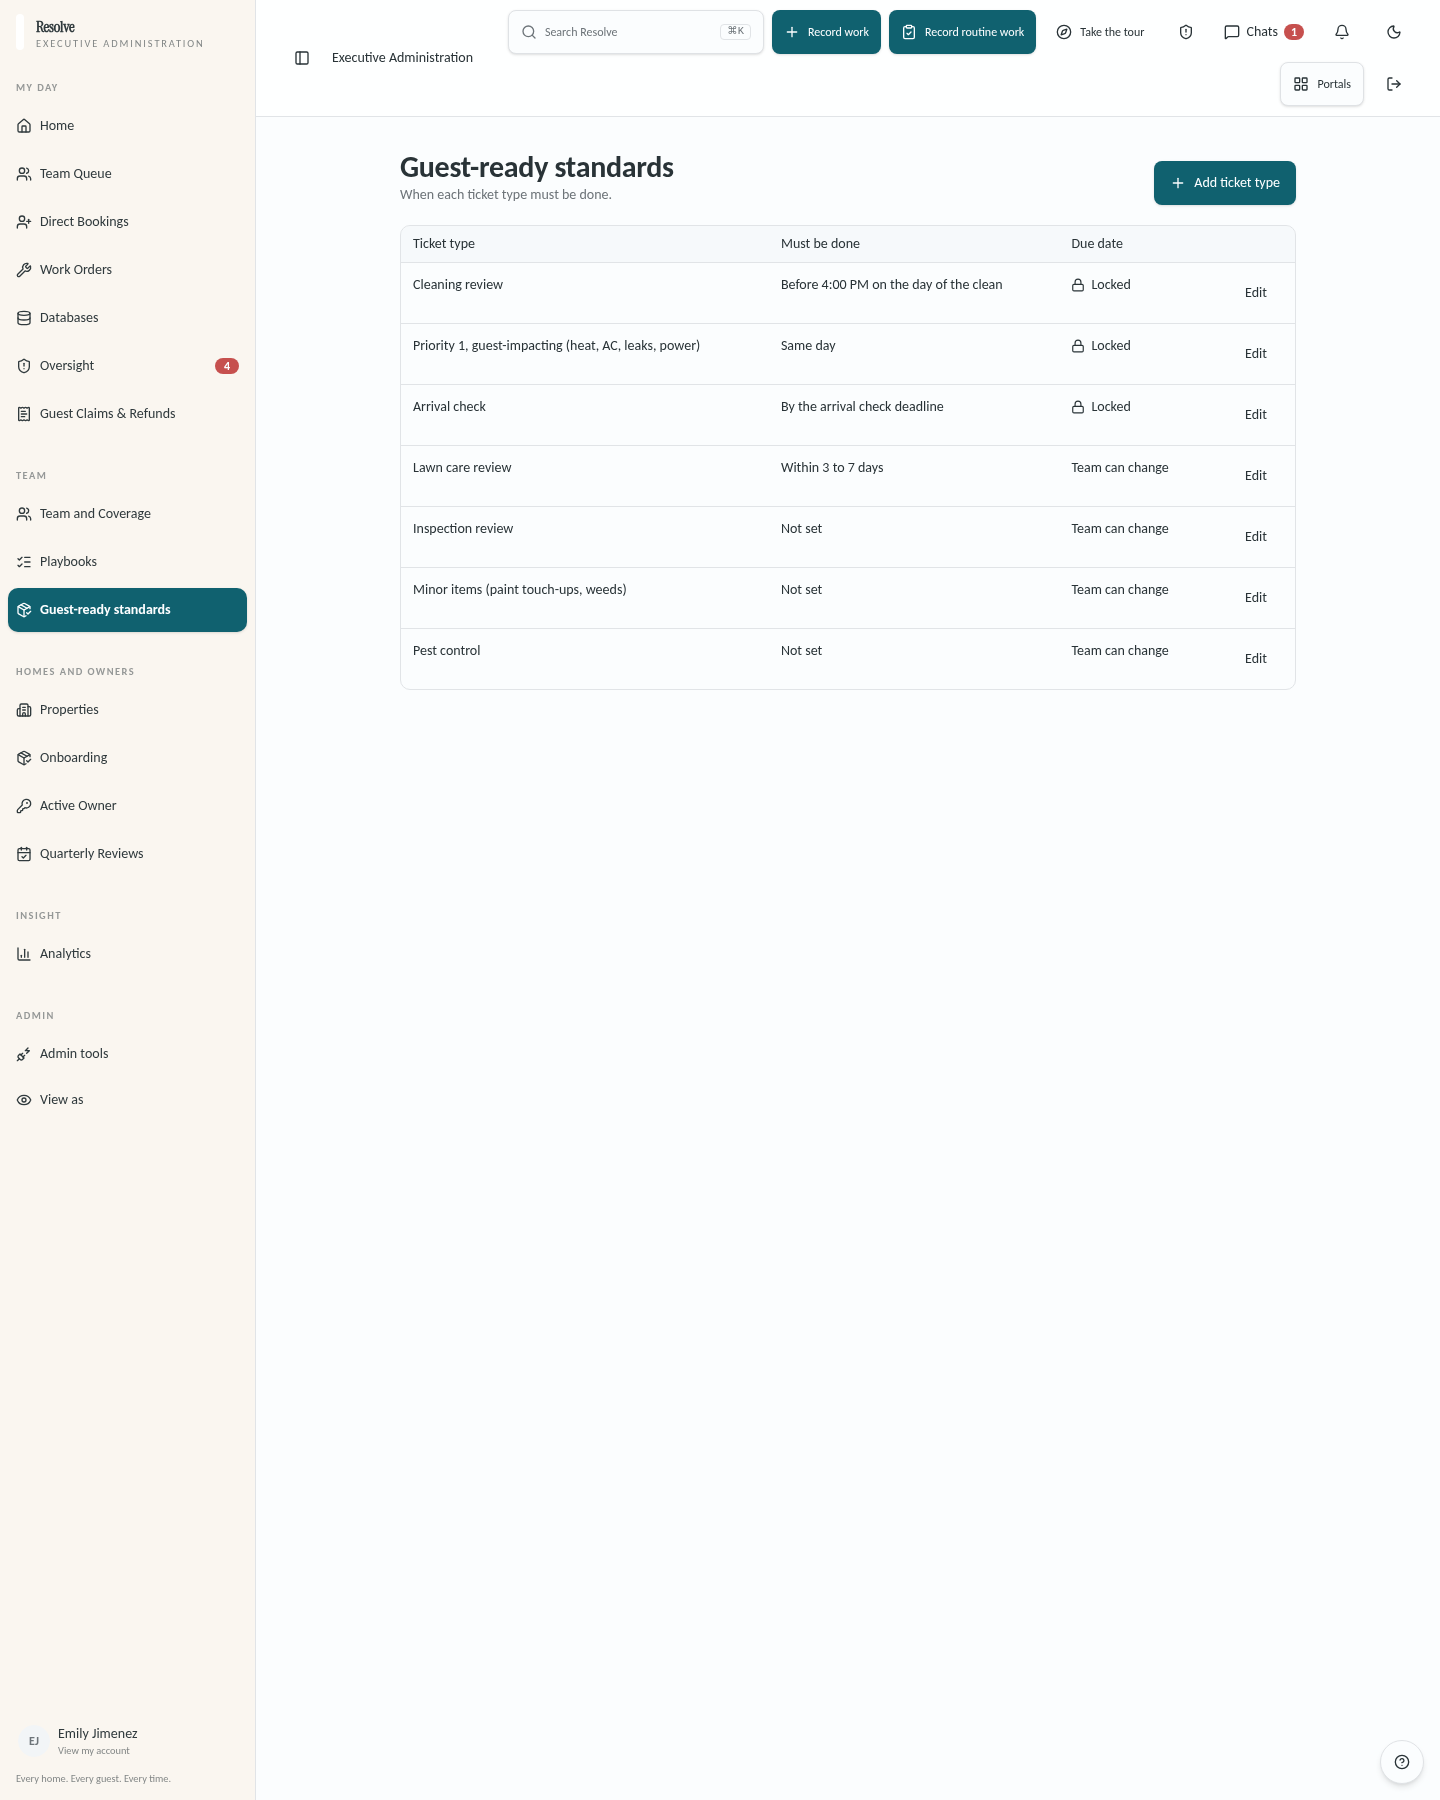 Resolve
EXECUTIVE ADMINISTRATION
MY DAY
Home
Team Queue
Direct Bookings
Work Orders
Databases
Oversight 4
Guest Claims & Refunds
TEAM
Team and Coverage
Playbooks
Guest-ready standards
HOMES AND OWNERS
Properties
Onboarding
Active Owner
Quarterly Reviews
INSIGHT
Analytics
ADMIN
Admin tools
View as
EJ
Emily Jimenez
View my account
Every home. Every guest. Every time.
Executive Administration
Search Resolve ⌘K
Record work
Record routine work
Take the tour
Chats 1
Portals
Guest-ready standards
When each ticket type must be done.
Add ticket type
Ticket type Must be done Due date
Cleaning review Before 4:00 PM on the day of the clean Locked Edit
Priority 1, guest-impacting (heat, AC, leaks, power) Same day Locked Edit
Arrival check By the arrival check deadline Locked Edit
Lawn care review Within 3 to 7 days Team can change Edit
Inspection review Not set Team can change Edit
Minor items (paint touch-ups, weeds) Not set Team can change Edit
Pest control Not set Team can change Edit